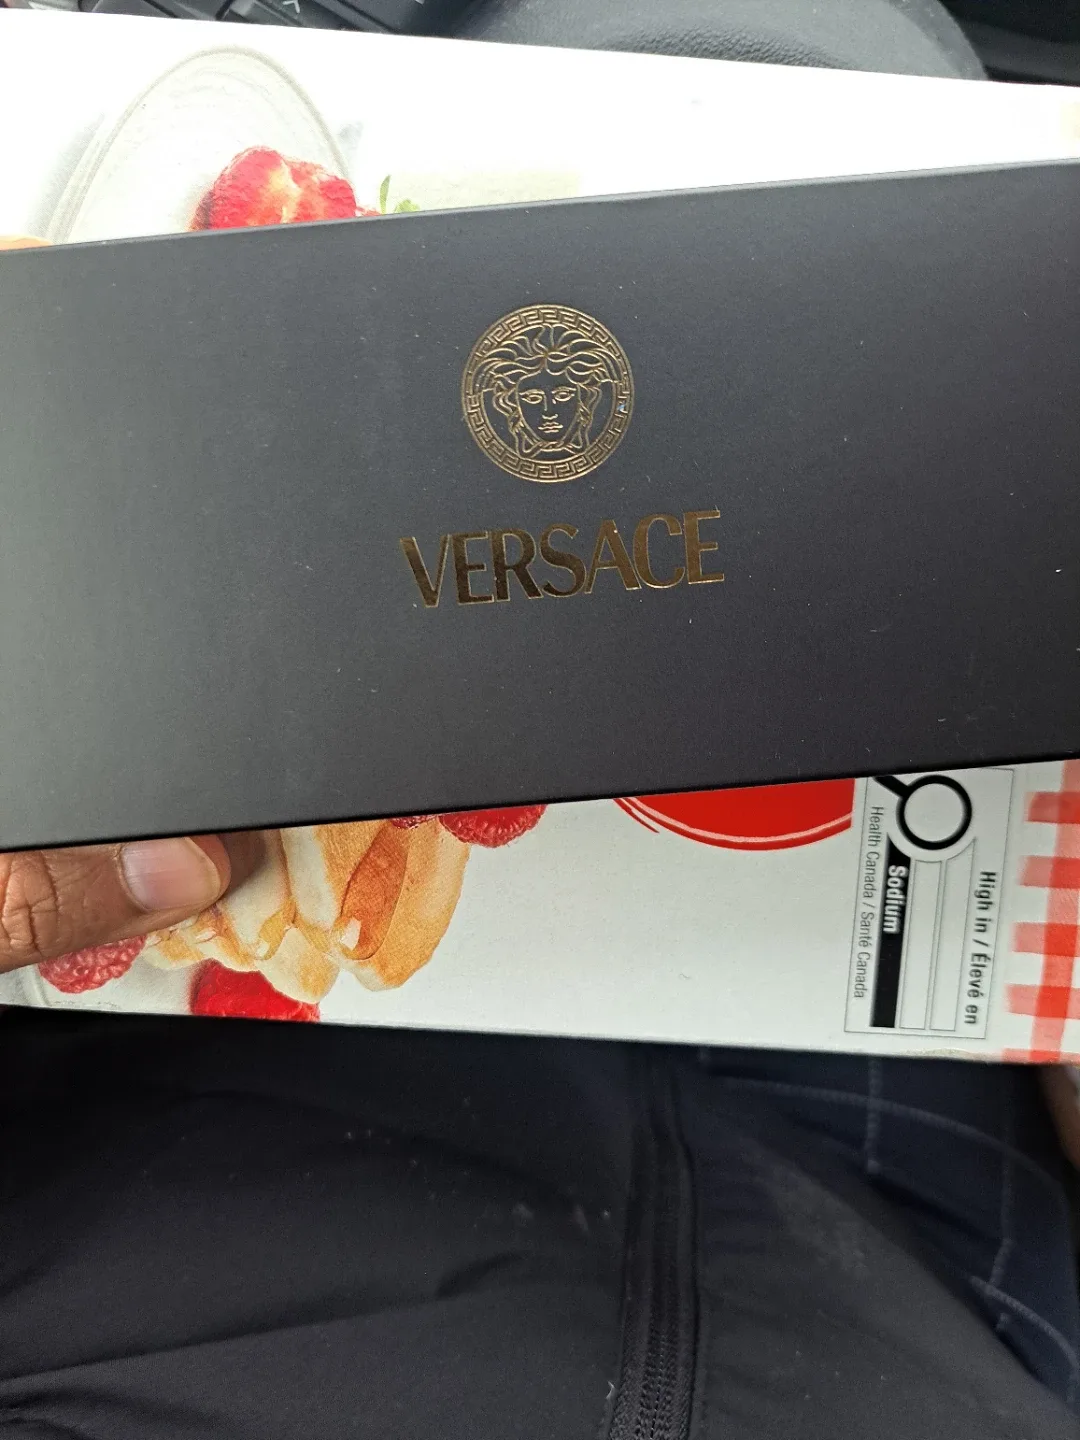 VERSACE
High in / Élevé en
Sodium
Health Canada / Santé Canada